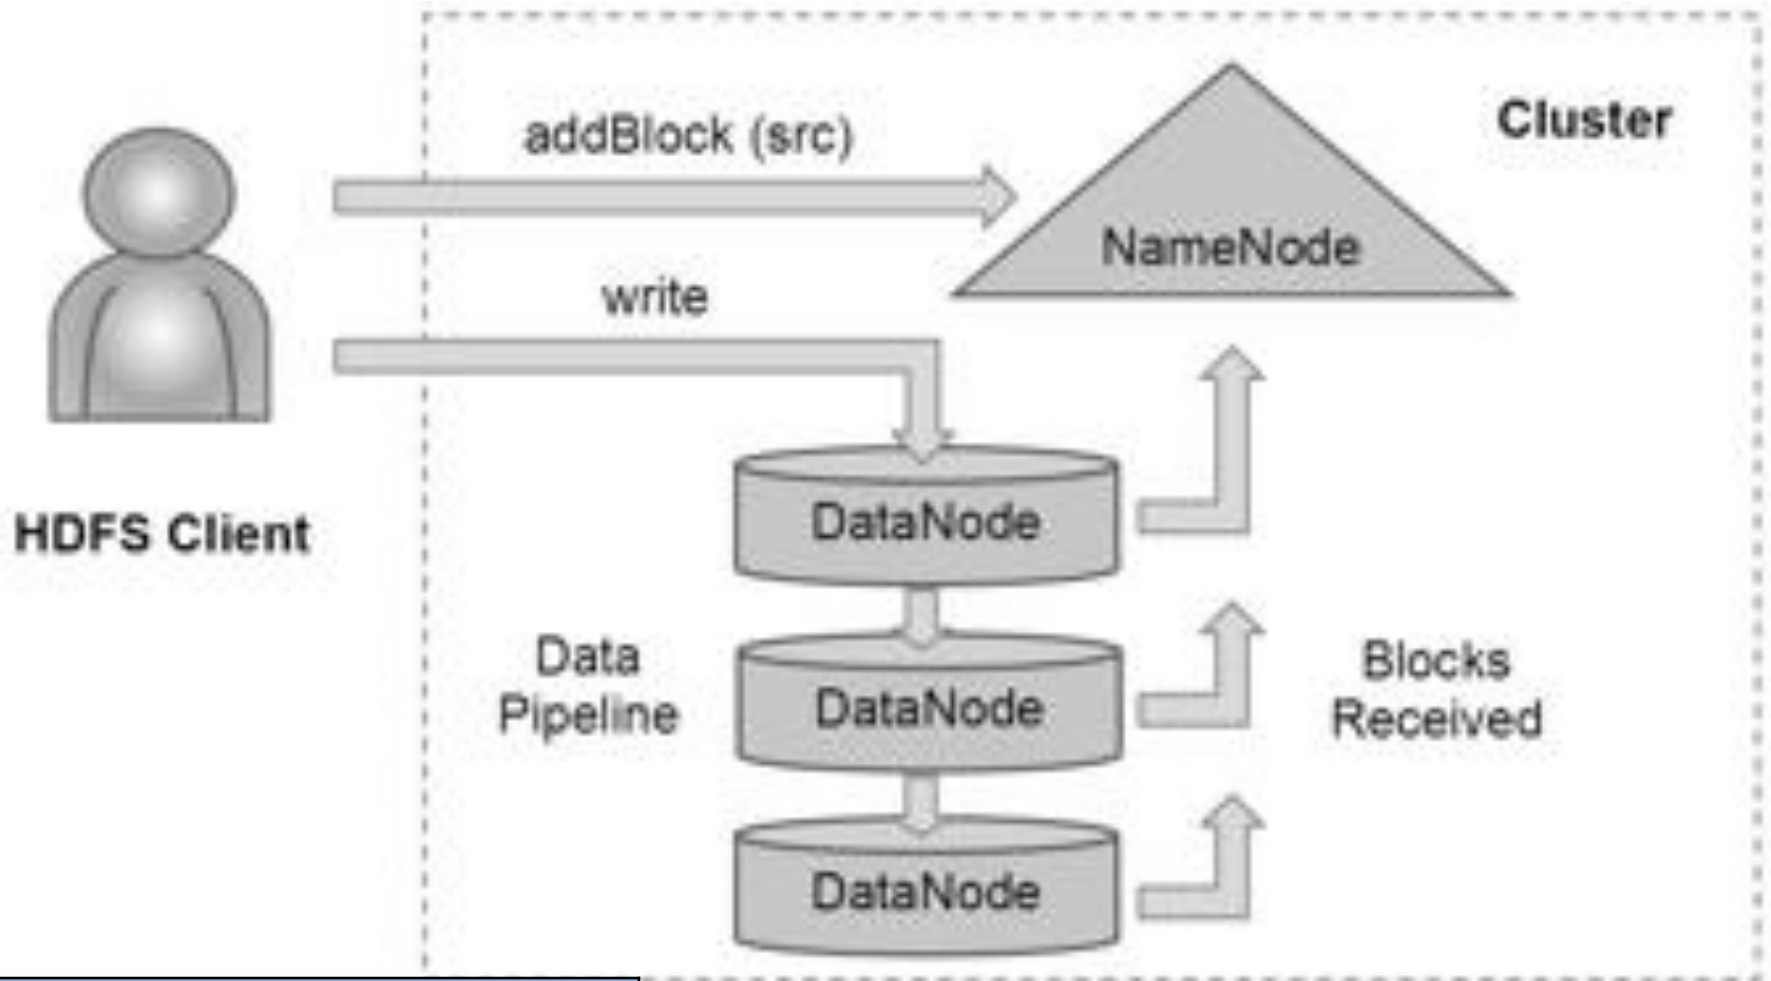 Cluster
addBlock (src)
NameNode
write
HDFS Client
DataNode
Data
Pipeline
DataNode
Blocks
Received
DataNode